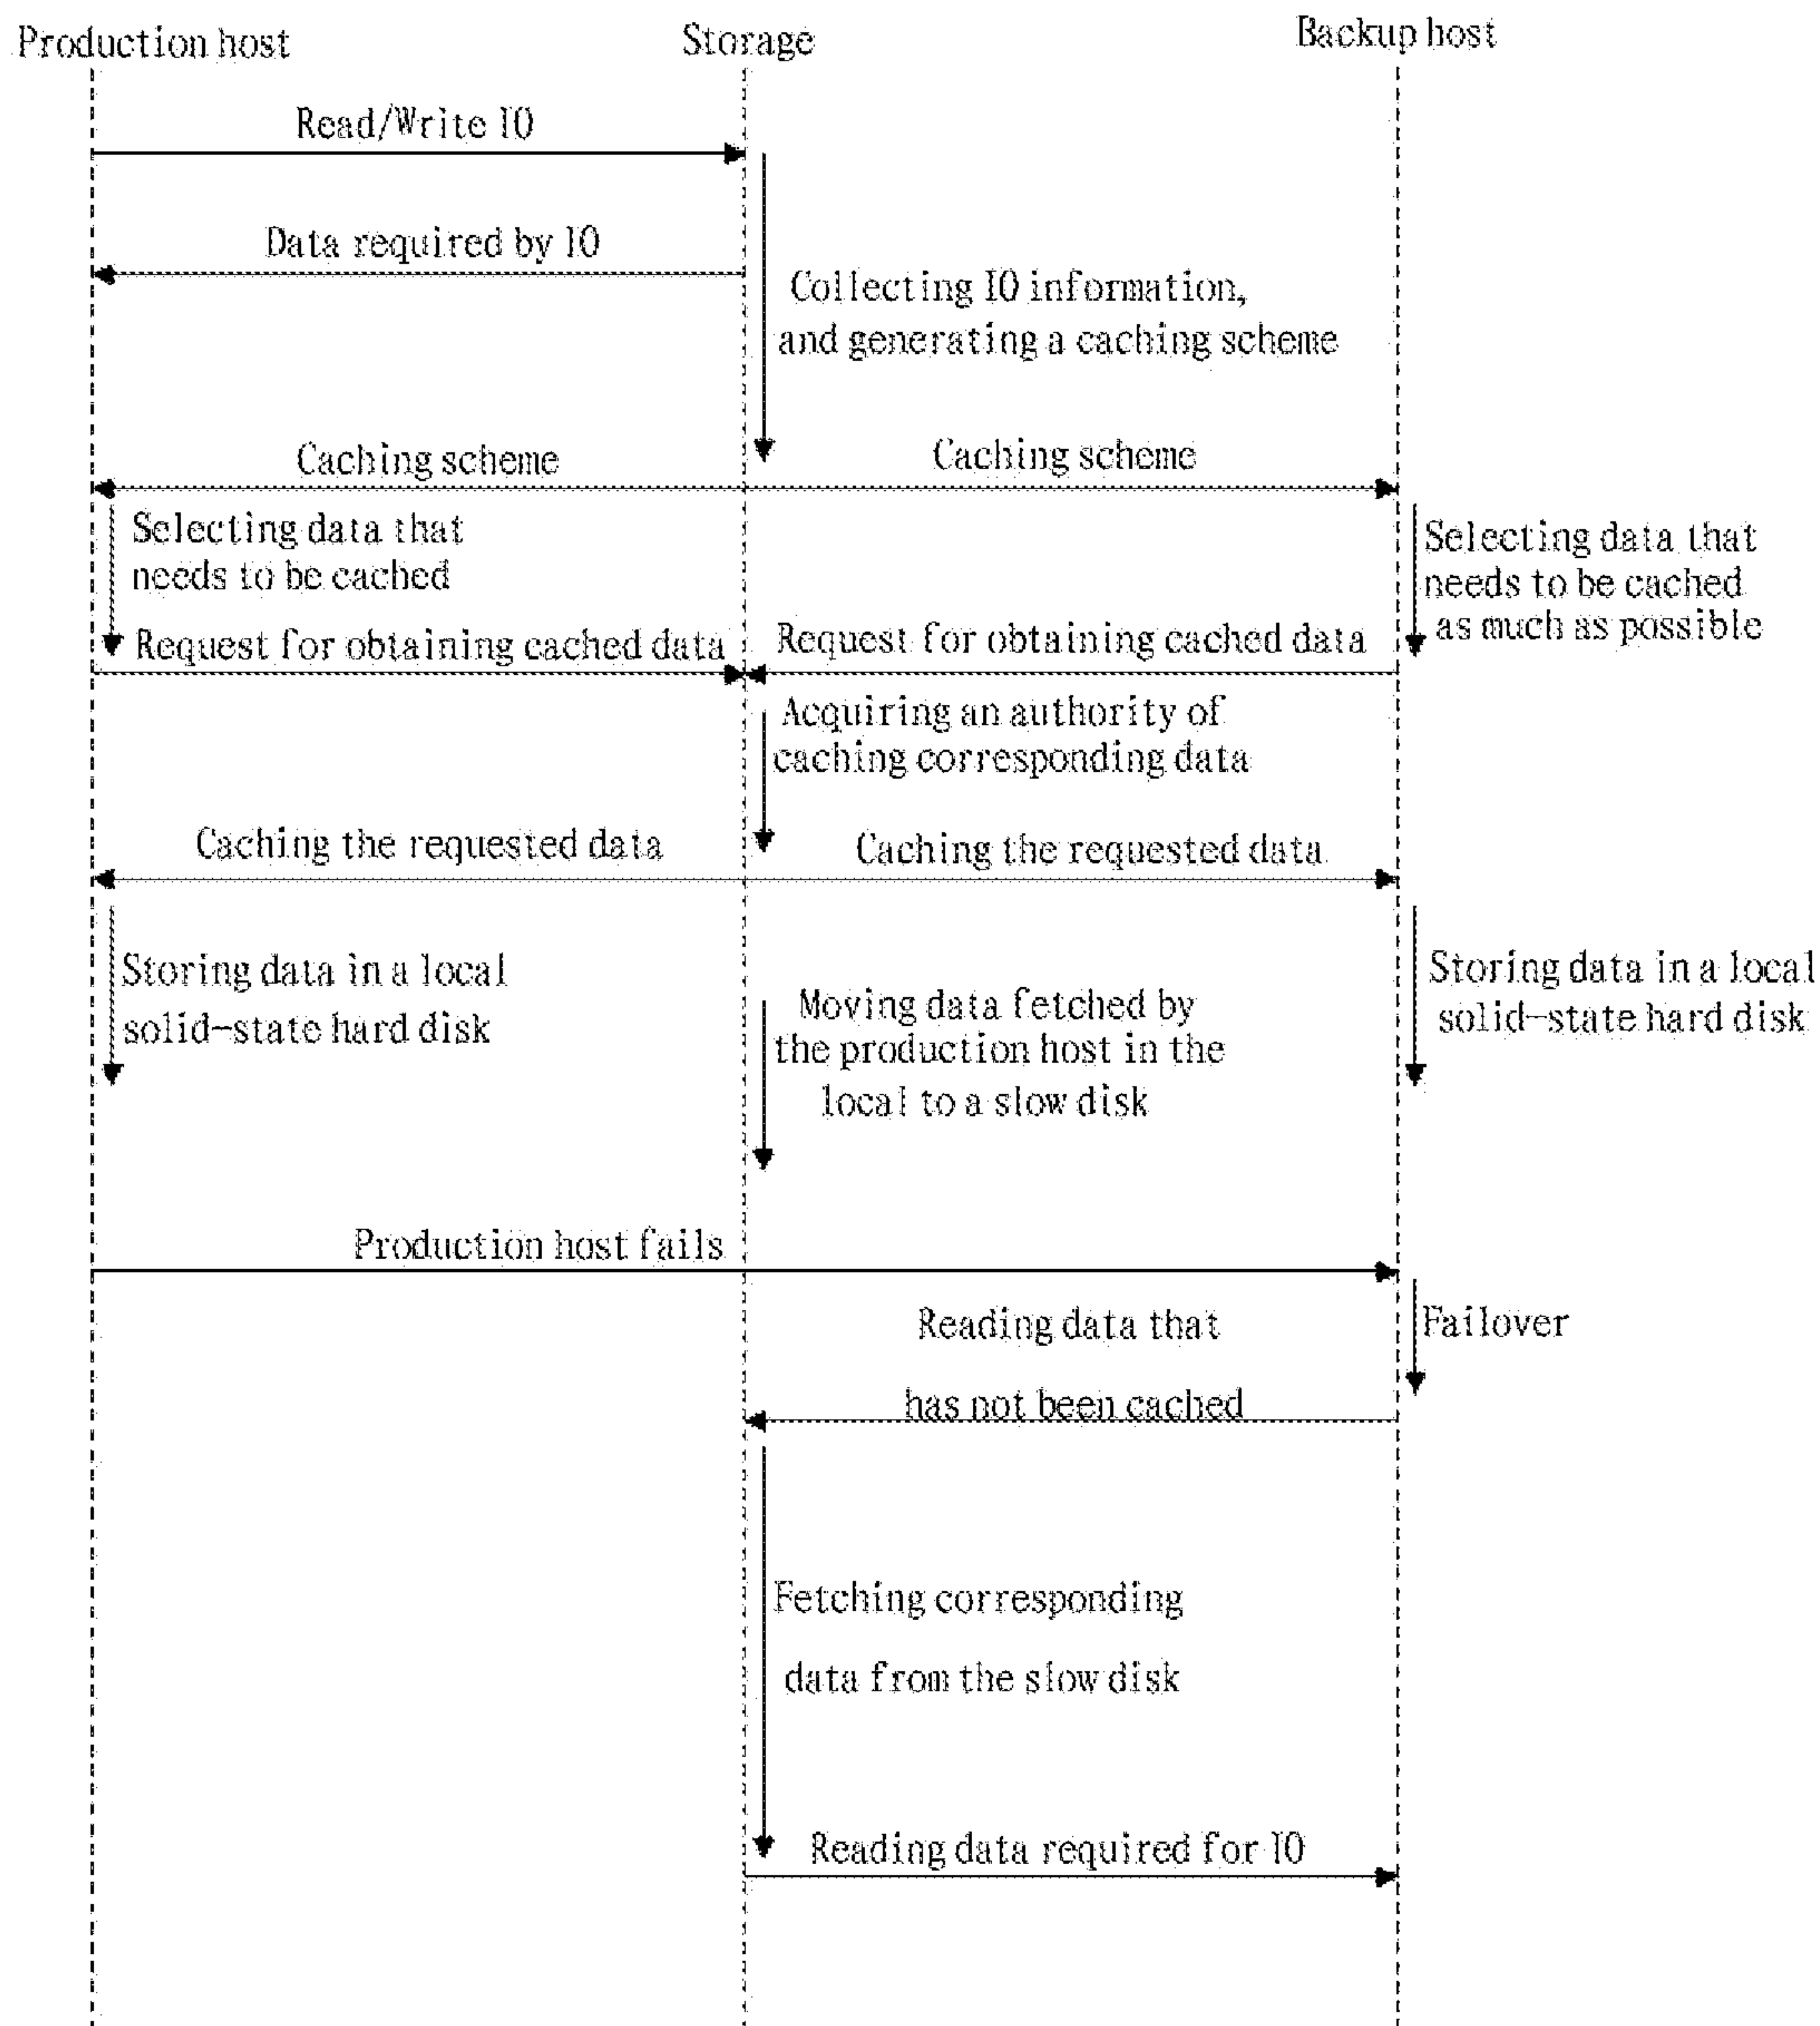 Production host
Storage
Backup host
Read/Write IO
Data required by IO
Collecting IO information,
and generating a caching scheme
Caching scheme
Caching scheme
Selecting data that
needs to be cached
Selecting data that
needs to be cached
as much as possible
Request for obtaining cached data
Request for obtaining cached data
Acquiring an authority of
caching corresponding data
Caching the requested data
Caching the requested data
Storing data in a local
solid-state hard disk
Moving data fetched by
the production host in the
local to a slow disk
Storing data in a local
solid-state hard disk
Production host fails
Reading data that
has not been cached
Failover
Fetching corresponding
data from the slow disk
Reading data required for IO